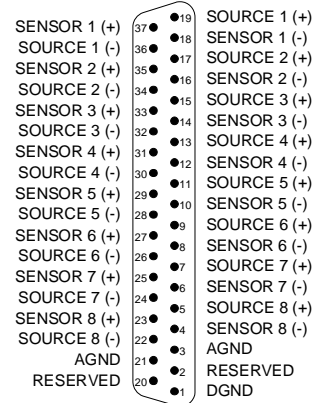 SENSOR 1 (+) 37
SOURCE 1 (-) 36
SENSOR 2 (+) 35
SOURCE 2 (-) 34
SENSOR 3 (+) 33
SOURCE 3 (-) 32
SENSOR 4 (+) 31
SOURCE 4 (-) 30
SENSOR 5 (+) 29
SOURCE 5 (-) 28
SENSOR 6 (+) 27
SOURCE 6 (-) 26
SENSOR 7 (+) 25
SOURCE 7 (-) 24
SENSOR 8 (+) 23
SOURCE 8 (-) 22
AGND 21
RESERVED 20
19 SOURCE 1 (+)
18 SENSOR 1 (-)
17 SOURCE 2 (+)
16 SENSOR 2 (-)
15 SOURCE 3 (+)
14 SENSOR 3 (-)
13 SOURCE 4 (+)
12 SENSOR 4 (-)
11 SOURCE 5 (+)
10 SENSOR 5 (-)
9 SOURCE 6 (+)
8 SENSOR 6 (-)
7 SOURCE 7 (+)
6 SENSOR 7 (-)
5 SOURCE 8 (+)
4 SENSOR 8 (-)
3 AGND
2 RESERVED
1 DGND